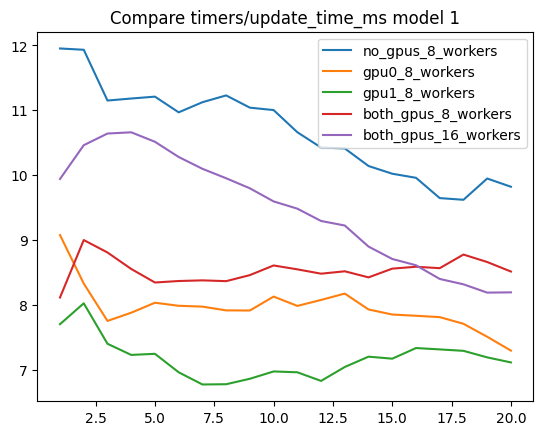 Compare timers/update_time_ms model 1
no_gpus_8_workers
gpu0_8_workers
gpu1_8_workers
both_gpus_8_workers
both_gpus_16_workers
12
11
10
9
8
7
2.5 5.0 7.5 10.0 12.5 15.0 17.5 20.0